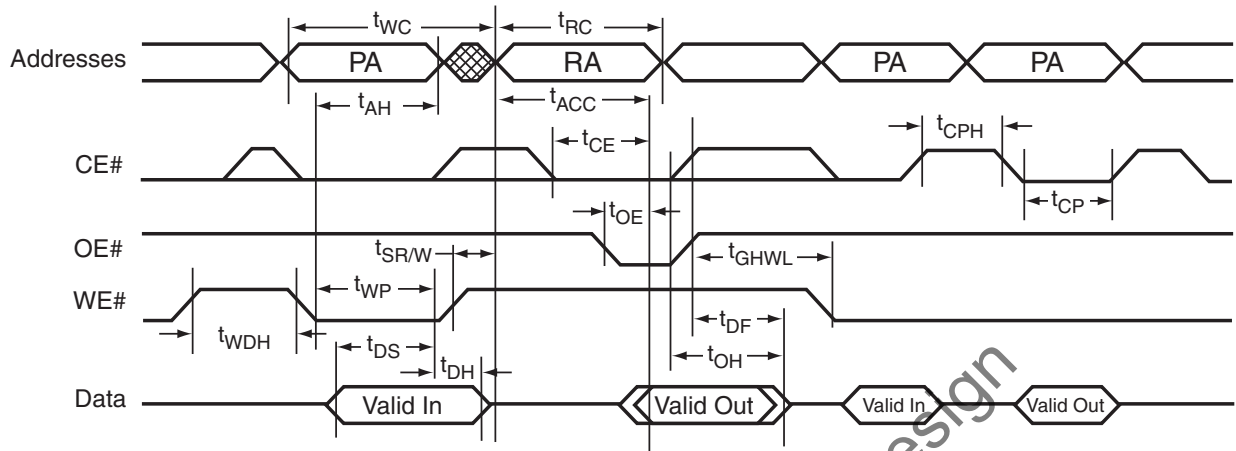 tWC tRC
Addresses PA RA PA PA
tAH tACC
tCE tCPH
CE#
tOE tCP
OE#
tSR/W tGHWL
WE# tWP
tWDH tDF
tDS tOH
tDH
Data Valid In Valid Out Valid In Valid Out
esign